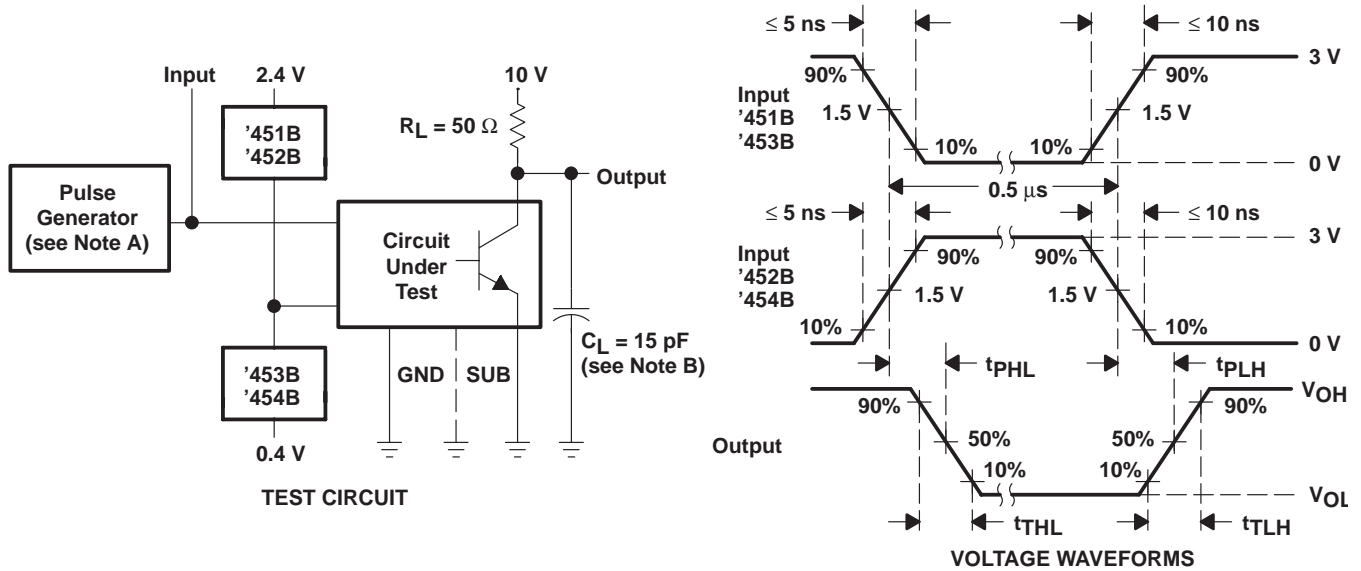 Input
2.4 V
10 V
'451B
'452B
RL = 50 Ω
Output
Pulse
Generator
(see Note A)
Circuit
Under
Test
CL = 15 pF
(see Note B)
'453B
'454B
GND
SUB
0.4 V
TEST CIRCUIT
≤ 5 ns
≤ 10 ns
3 V
90%
90%
Input
'451B
'453B
1.5 V
1.5 V
10%
10%
0 V
0.5 μs
≤ 5 ns
≤ 10 ns
3 V
Input
'452B
'454B
90%
90%
1.5 V
1.5 V
10%
10%
0 V
tPHL
tPLH
VOH
90%
90%
Output
50%
50%
10%
10%
VOL
tTHL
tTLH
VOLTAGE WAVEFORMS